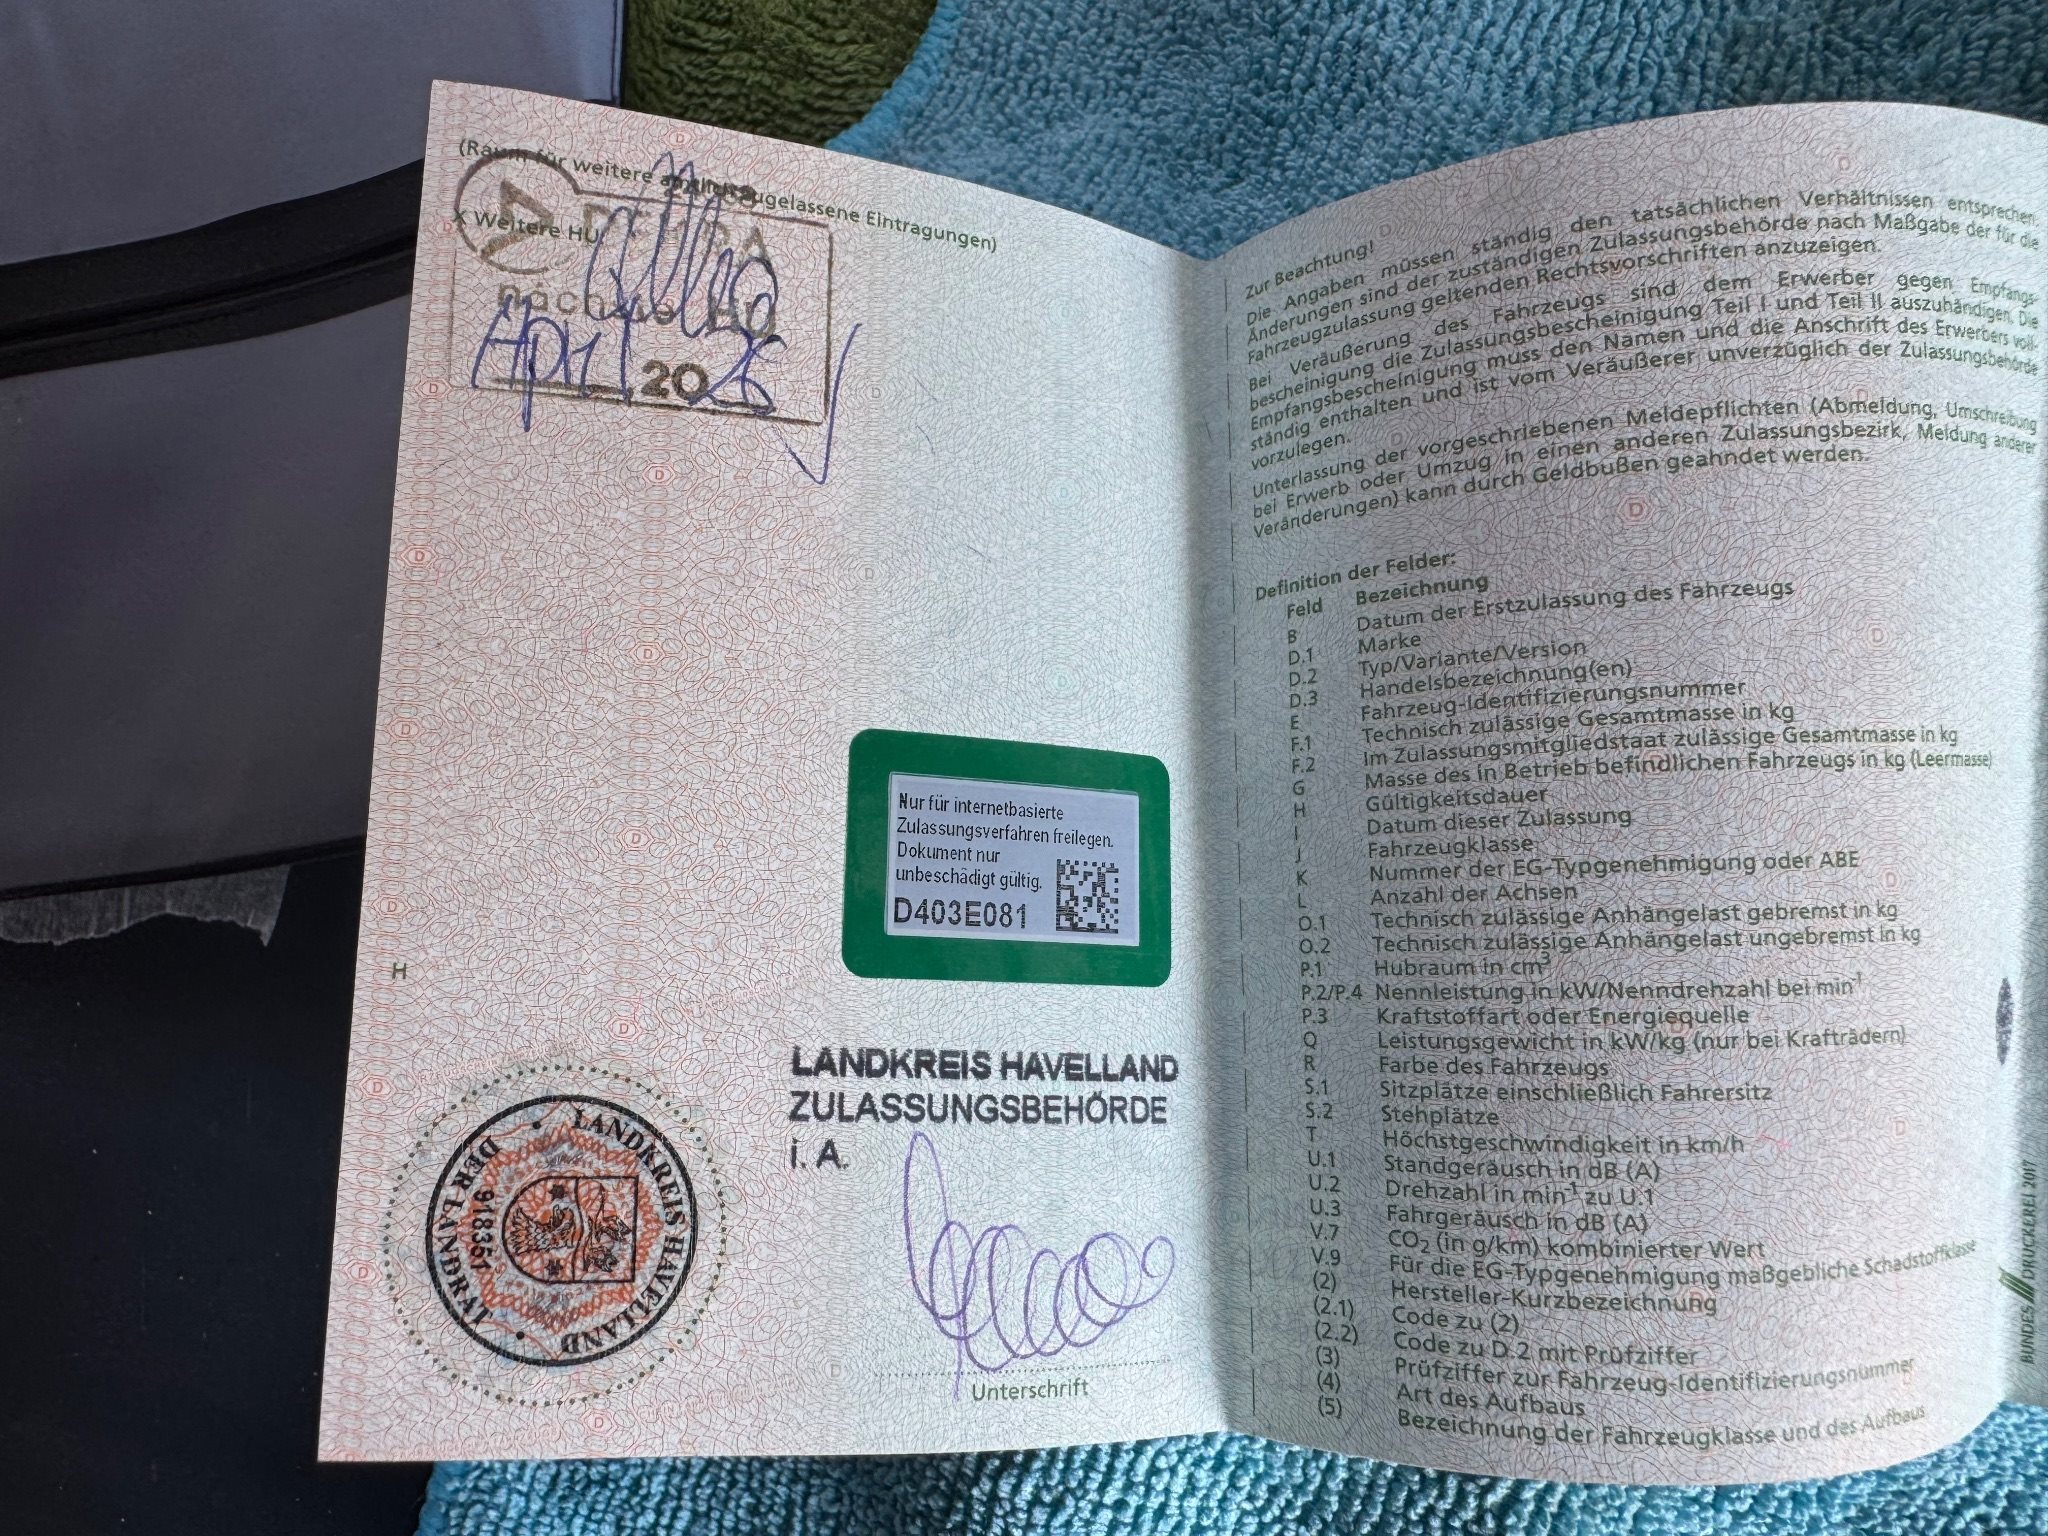 (Raum für weitere amtlich zugelassene Eintragungen)
X Weitere HU
DEKRA
nächste HU
April 2026
Nur für internetbasierte
Zulassungsverfahren freilegen.
Dokument nur
unbeschädigt gültig.
D403E081
H
LANDKREIS HAVELLAND
ZULASSUNGSBEHÖRDE
i. A.
LANDKREIS HAVELLAND
DER LANDRAT
918357
Unterschrift
Zur Beachtung!
Die Angaben müssen ständig den tatsächlichen Verhältnissen entsprechen.
Änderungen sind der zuständigen Zulassungsbehörde nach Maßgabe der für die
Fahrzeugzulassung geltenden Rechtsvorschriften anzuzeigen.
Bei Veräußerung des Fahrzeugs sind dem Erwerber gegen Empfangs-
bescheinigung die Zulassungsbescheinigung Teil I und Teil II auszuhändigen. Die
Empfangsbescheinigung muss den Namen und die Anschrift des Erwerbers voll-
ständig enthalten und ist vom Veräußerer unverzüglich der Zulassungsbehörde
vorzulegen.
Unterlassung der vorgeschriebenen Meldepflichten (Abmeldung, Umschreibung
bei Erwerb oder Umzug in einen anderen Zulassungsbezirk, Meldung anderer
Veränderungen) kann durch Geldbußen geahndet werden.
Definition der Felder:
Feld Bezeichnung
B Datum der Erstzulassung des Fahrzeugs
D.1 Marke
D.2 Typ/Variante/Version
D.3 Handelsbezeichnung(en)
E Fahrzeug-Identifizierungsnummer
F.1 Technisch zulässige Gesamtmasse in kg
F.2 Im Zulassungsmitgliedstaat zulässige Gesamtmasse in kg
G Masse des in Betrieb befindlichen Fahrzeugs in kg (Leermasse)
H Gültigkeitsdauer
I Datum dieser Zulassung
J Fahrzeugklasse
K Nummer der EG-Typgenehmigung oder ABE
L Anzahl der Achsen
O.1 Technisch zulässige Anhängelast gebremst in kg
O.2 Technisch zulässige Anhängelast ungebremst in kg
P.1 Hubraum in cm³
P.2/P.4 Nennleistung in kW/Nenndrehzahl bei min⁻¹
P.3 Kraftstoffart oder Energiequelle
Q Leistungsgewicht in kW/kg (nur bei Krafträdern)
R Farbe des Fahrzeugs
S.1 Sitzplätze einschließlich Fahrersitz
S.2 Stehplätze
T Höchstgeschwindigkeit in km/h
U.1 Standgeräusch in dB (A)
U.2 Drehzahl in min⁻¹ zu U.1
U.3 Fahrgeräusch in dB (A)
V.7 CO₂ (in g/km) kombinierter Wert
V.9 Für die EG-Typgenehmigung maßgebliche Schadstoffklasse
(2) Hersteller-Kurzbezeichnung
(2.1) Code zu (2)
(2.2) Code zu D.2 mit Prüfziffer
(3) Prüfziffer zur Fahrzeug-Identifizierungsnummer
(4) Art des Aufbaus
(5) Bezeichnung der Fahrzeugklasse und des Aufbaus
BUNDESDRUCKEREI 2017